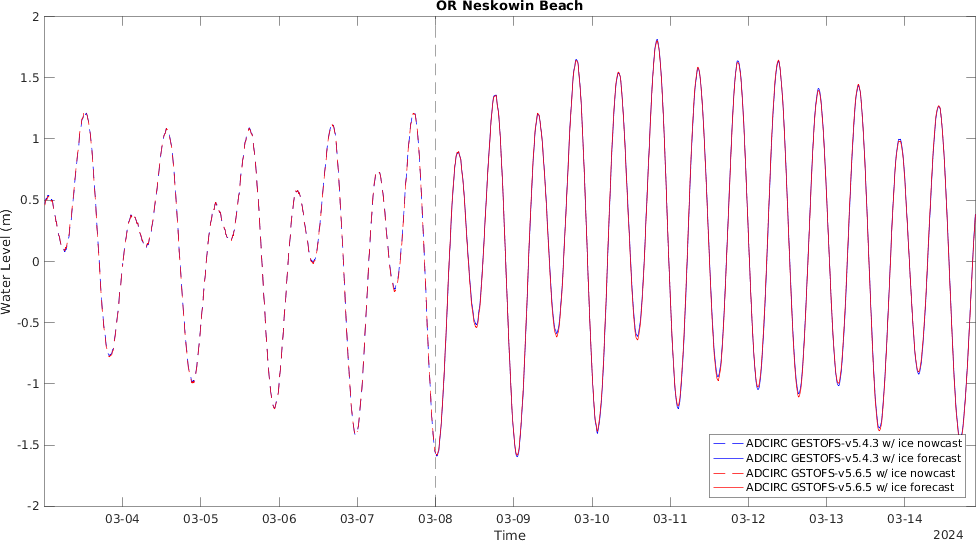 OR Neskowin Beach
Water Level (m)
2
1.5
1
0.5
0
-0.5
-1
-1.5
-2
ADCIRC GESTOFS-v5.4.3 w/ ice nowcast
ADCIRC GESTOFS-v5.4.3 w/ ice forecast
ADCIRC GSTOFS-v5.6.5 w/ ice nowcast
ADCIRC GSTOFS-v5.6.5 w/ ice forecast
03-04 03-05 03-06 03-07 03-08 03-09 03-10 03-11 03-12 03-13 03-14
Time
2024